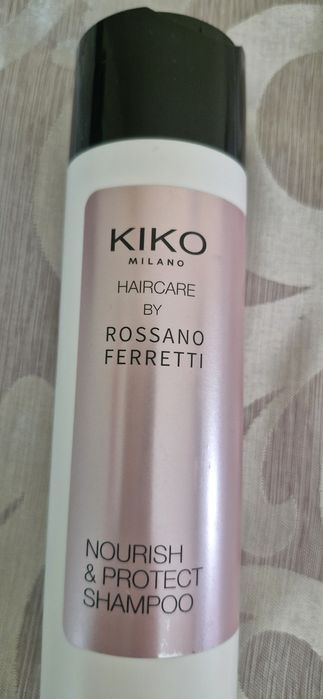 KIKO
MILANO
HAIRCARE
BY
ROSSANO
FERRETTI
NOURISH
& PROTECT
SHAMPOO